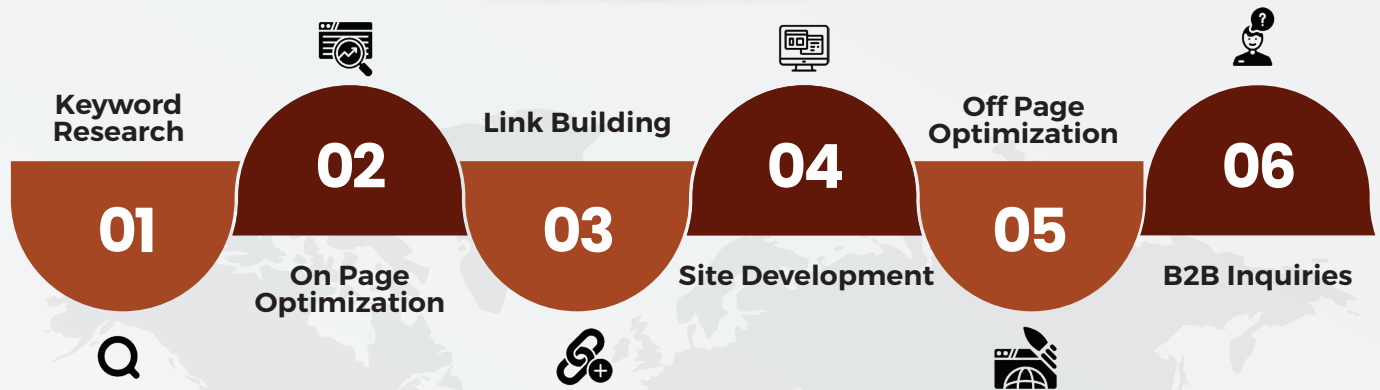 Keyword
Research
01
02
On Page
Optimization
Link Building
03
04
Site Development
Off Page
Optimization
05
?
06
B2B Inquiries